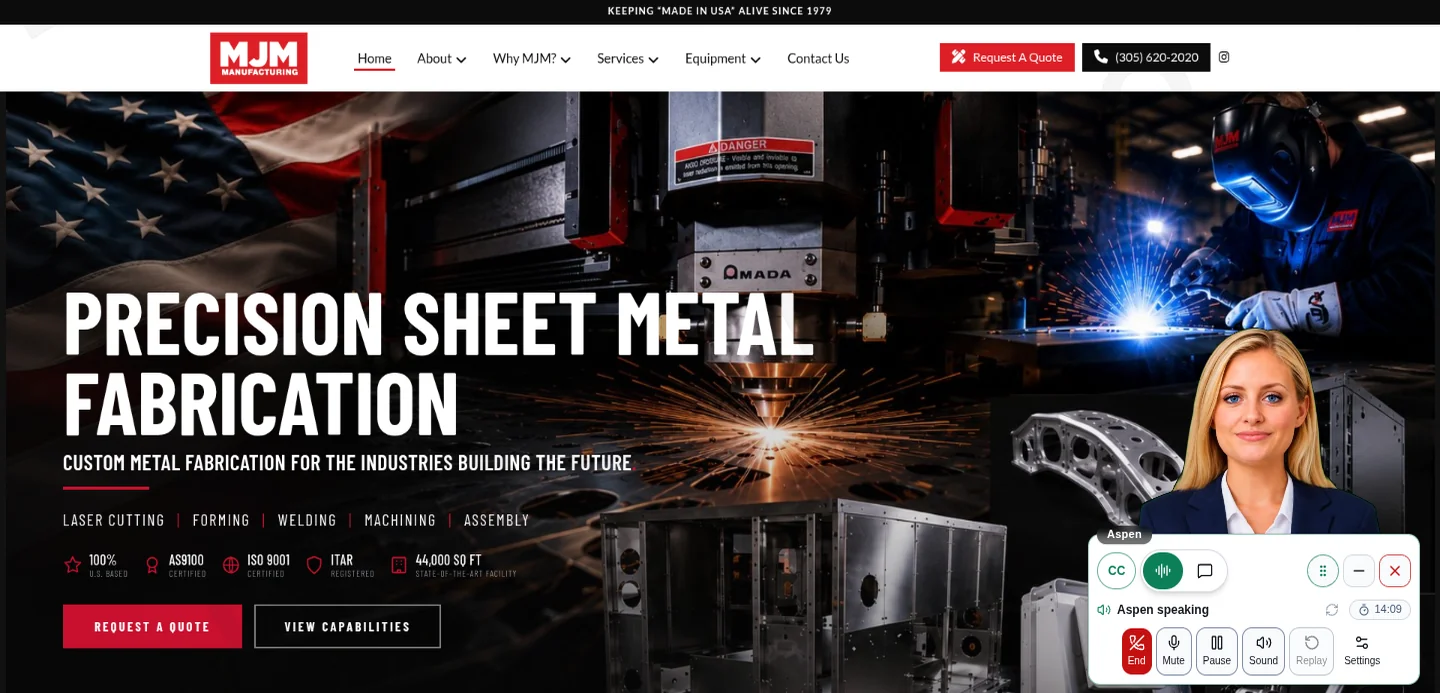 KEEPING "MADE IN USA" ALIVE SINCE 1979
MJM
MANUFACTURING
Home
About
Why MJM?
Services
Equipment
Contact Us
Request A Quote
(305) 620-2020
DANGER
AMADA
MJM
MJM
PRECISION SHEET METAL
FABRICATION
CUSTOM METAL FABRICATION FOR THE INDUSTRIES BUILDING THE FUTURE.
LASER CUTTING | FORMING | WELDING | MACHINING | ASSEMBLY
100%
U.S. BASED
AS9100
CERTIFIED
ISO 9001
CERTIFIED
ITAR
REGISTERED
44,000 SQ FT
STATE-OF-THE-ART FACILITY
REQUEST A QUOTE
VIEW CAPABILITIES
Aspen
CC
Aspen speaking
14:09
End
Mute
Pause
Sound
Replay
Settings